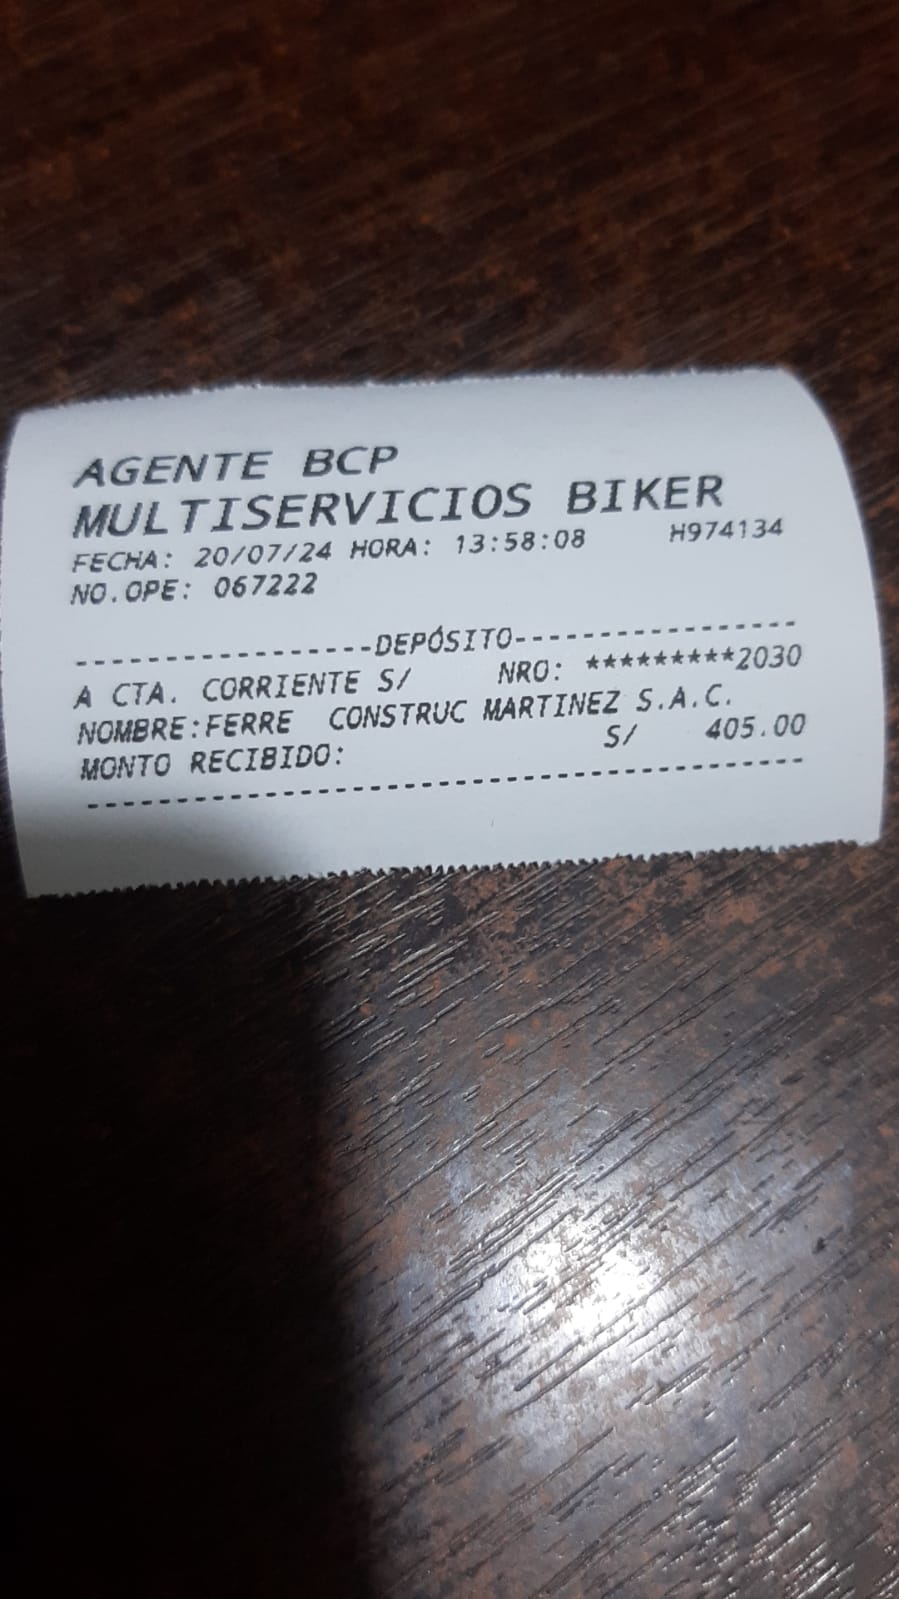 AGENTE BCP
MULTISERVICIOS BIKER
FECHA: 20/07/24 HORA: 13:58:08 H974134
NO.OPE: 067222
------------------DEPÓSITO------------------
A CTA. CORRIENTE S/ NRO: *********2030
NOMBRE:FERRE CONSTRUC MARTINEZ S.A.C.
MONTO RECIBIDO: S/ 405.00